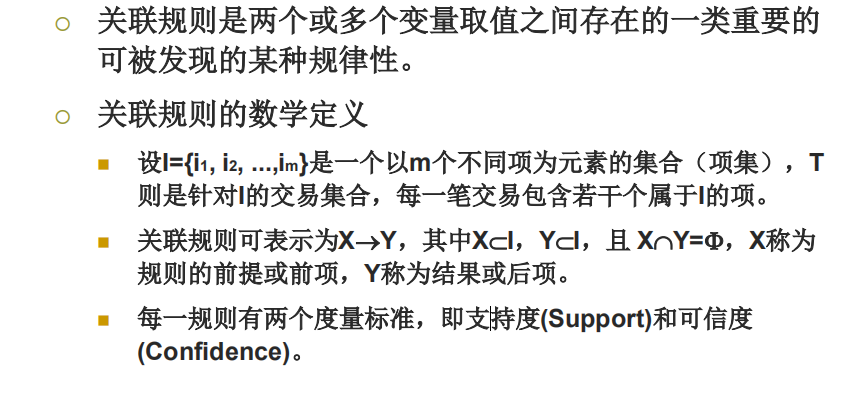 关联规则是两个或多个变量取值之间存在的一类重要的
可被发现的某种规律性。
关联规则的数学定义
设I={i1, i2, ...,im}是一个以m个不同项为元素的集合（项集），T
则是针对I的交易集合，每一笔交易包含若干个属于I的项。
关联规则可表示为X→Y，其中X⊂I，Y⊂I，且 X∩Y=Φ，X称为
规则的前提或前项，Y称为结果或后项。
每一规则有两个度量标准，即支持度(Support)和可信度
(Confidence)。